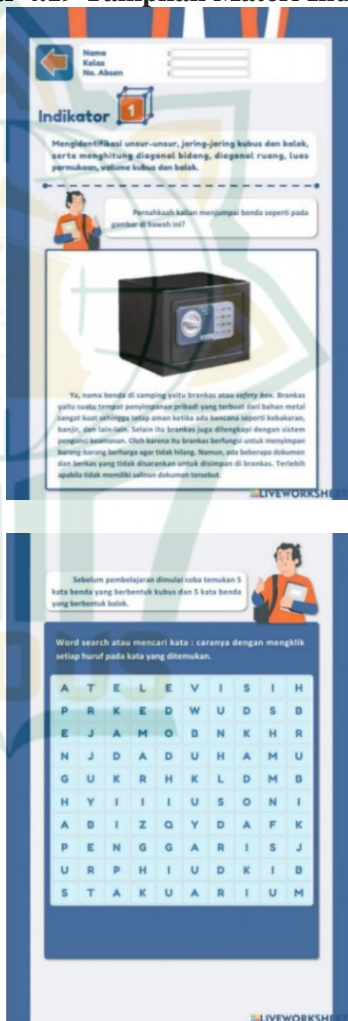 Nama :
Kelas :
No. Absen :
Indikator 1
Mengidentifikasi unsur-unsur, jaring-jaring kubus dan balok,
serta menghitung diagonal bidang, diagonal ruang, luas
permukaan, volume kubus dan balok.
Pernahkaah kalian menjumpai benda seperti pada
gambar di bawah ini?
Ya, nama benda di samping yaitu brankas atau safety box. Brankas
yaitu suatu tempat penyimpanan pribadi yang terbuat dari bahan metal
sangat kuat sehingga tetap aman ketika ada bencana seperti kebakaran,
banjir, dan lain-lain. Selain itu brankas juga dilengkapi dengan sistem
pengunci keamanan. Oleh karena itu brankas berfungsi untuk menyimpan
barang-barang berharga agar tidak hilang. Namun, ada beberapa dokumen
dan berkas yang tidak disarankan untuk disimpan di brankas. Terlebih
apabila tidak memiliki salinan dokumen tersebut.
LIVEWORKSHE
Sebelum pembelajaran dimulai coba temukan 5
kata benda yang berbentuk kubus dan 5 kata benda
yang berbentuk balok.
Word search atau mencari kata : caranya dengan mengklik
setiap huruf pada kata yang ditemukan.
A T E L E V I S I H
P R K E D W U D S B
E J A M O B N K H R
N J D A D U H A M U
G U K R H K L D M B
H Y I I I U S O N I
A B I Z Q Y D A F K
P E N G G A R I S J
U R P H I U D K I B
S T A K U A R I U M
LIVEWORKSHEET